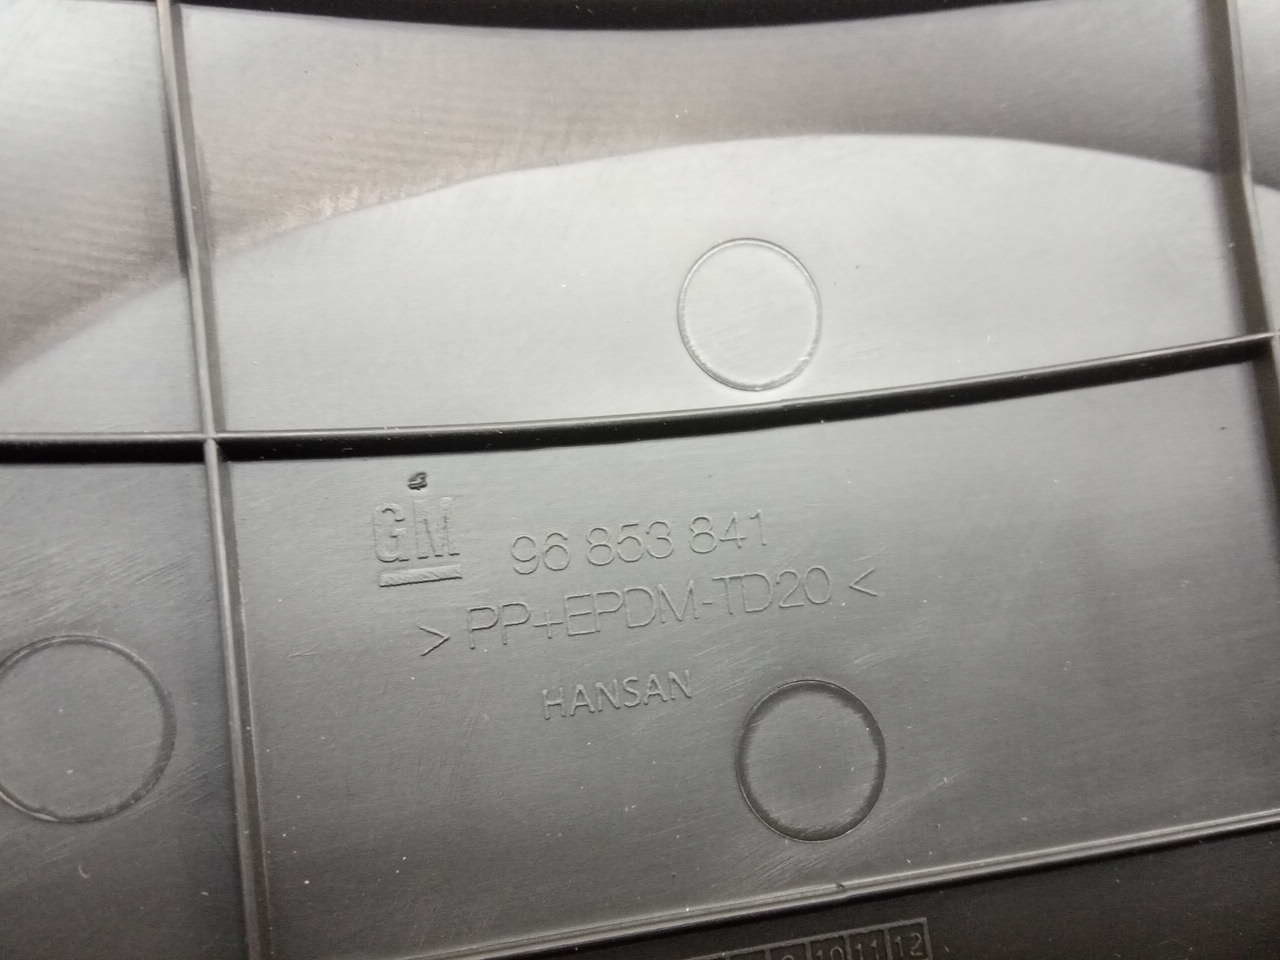 GM
96 853 841
> PP+EPDM-TD20 <
HANSAN
10 11 12